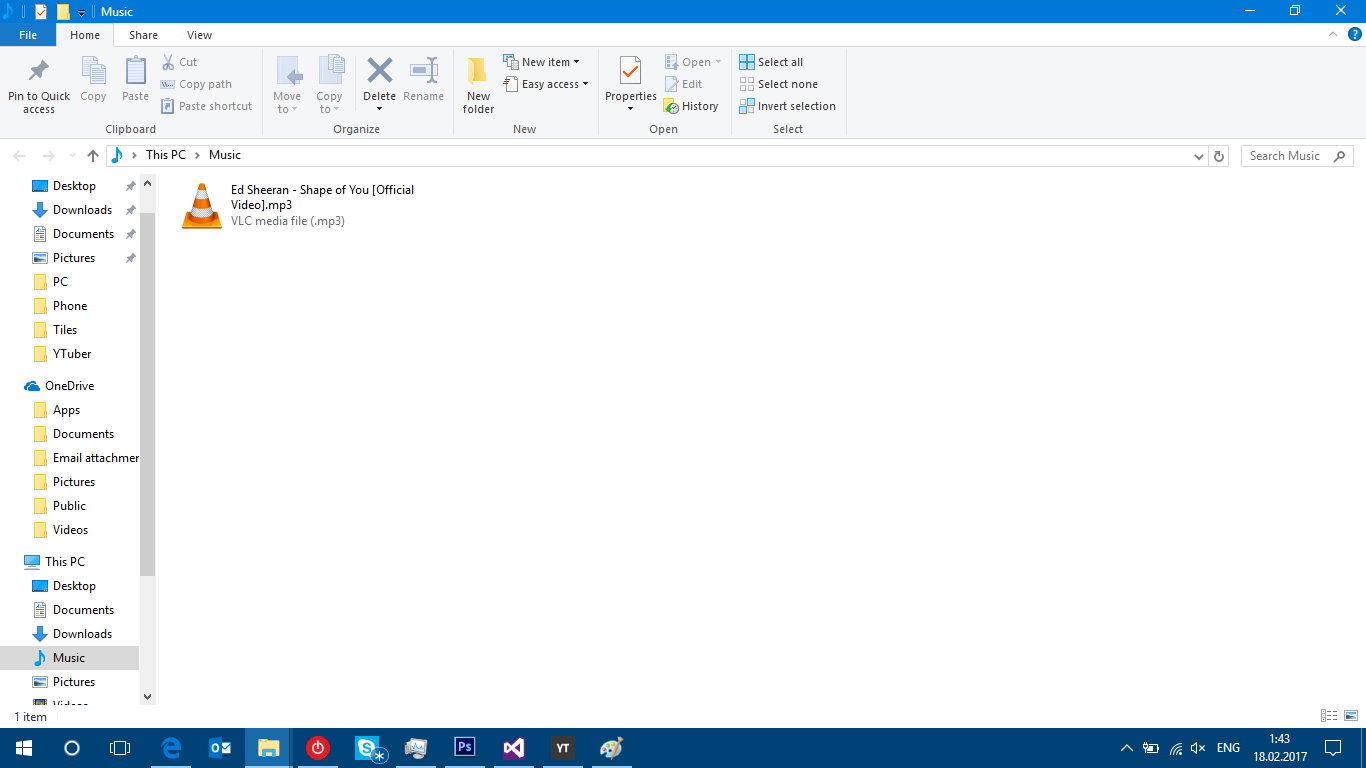 Music
File Home Share View
Pin to Quick
access
Copy
Paste
Cut
Copy path
Paste shortcut
Clipboard
Move
to
Copy
to
Delete
Rename
Organize
New
folder
New item
Easy access
New
Properties
Open
Edit
History
Open
Select all
Select none
Invert selection
Select
This PC > Music
Search Music
Desktop
Downloads
Documents
Pictures
PC
Phone
Tiles
YTuber
OneDrive
Apps
Documents
Email attachmen
Pictures
Public
Videos
This PC
Desktop
Documents
Downloads
Music
Pictures
Videos
Ed Sheeran - Shape of You [Official
Video].mp3
VLC media file (.mp3)
1 item
Ps
YT
ENG
1:43
18.02.2017